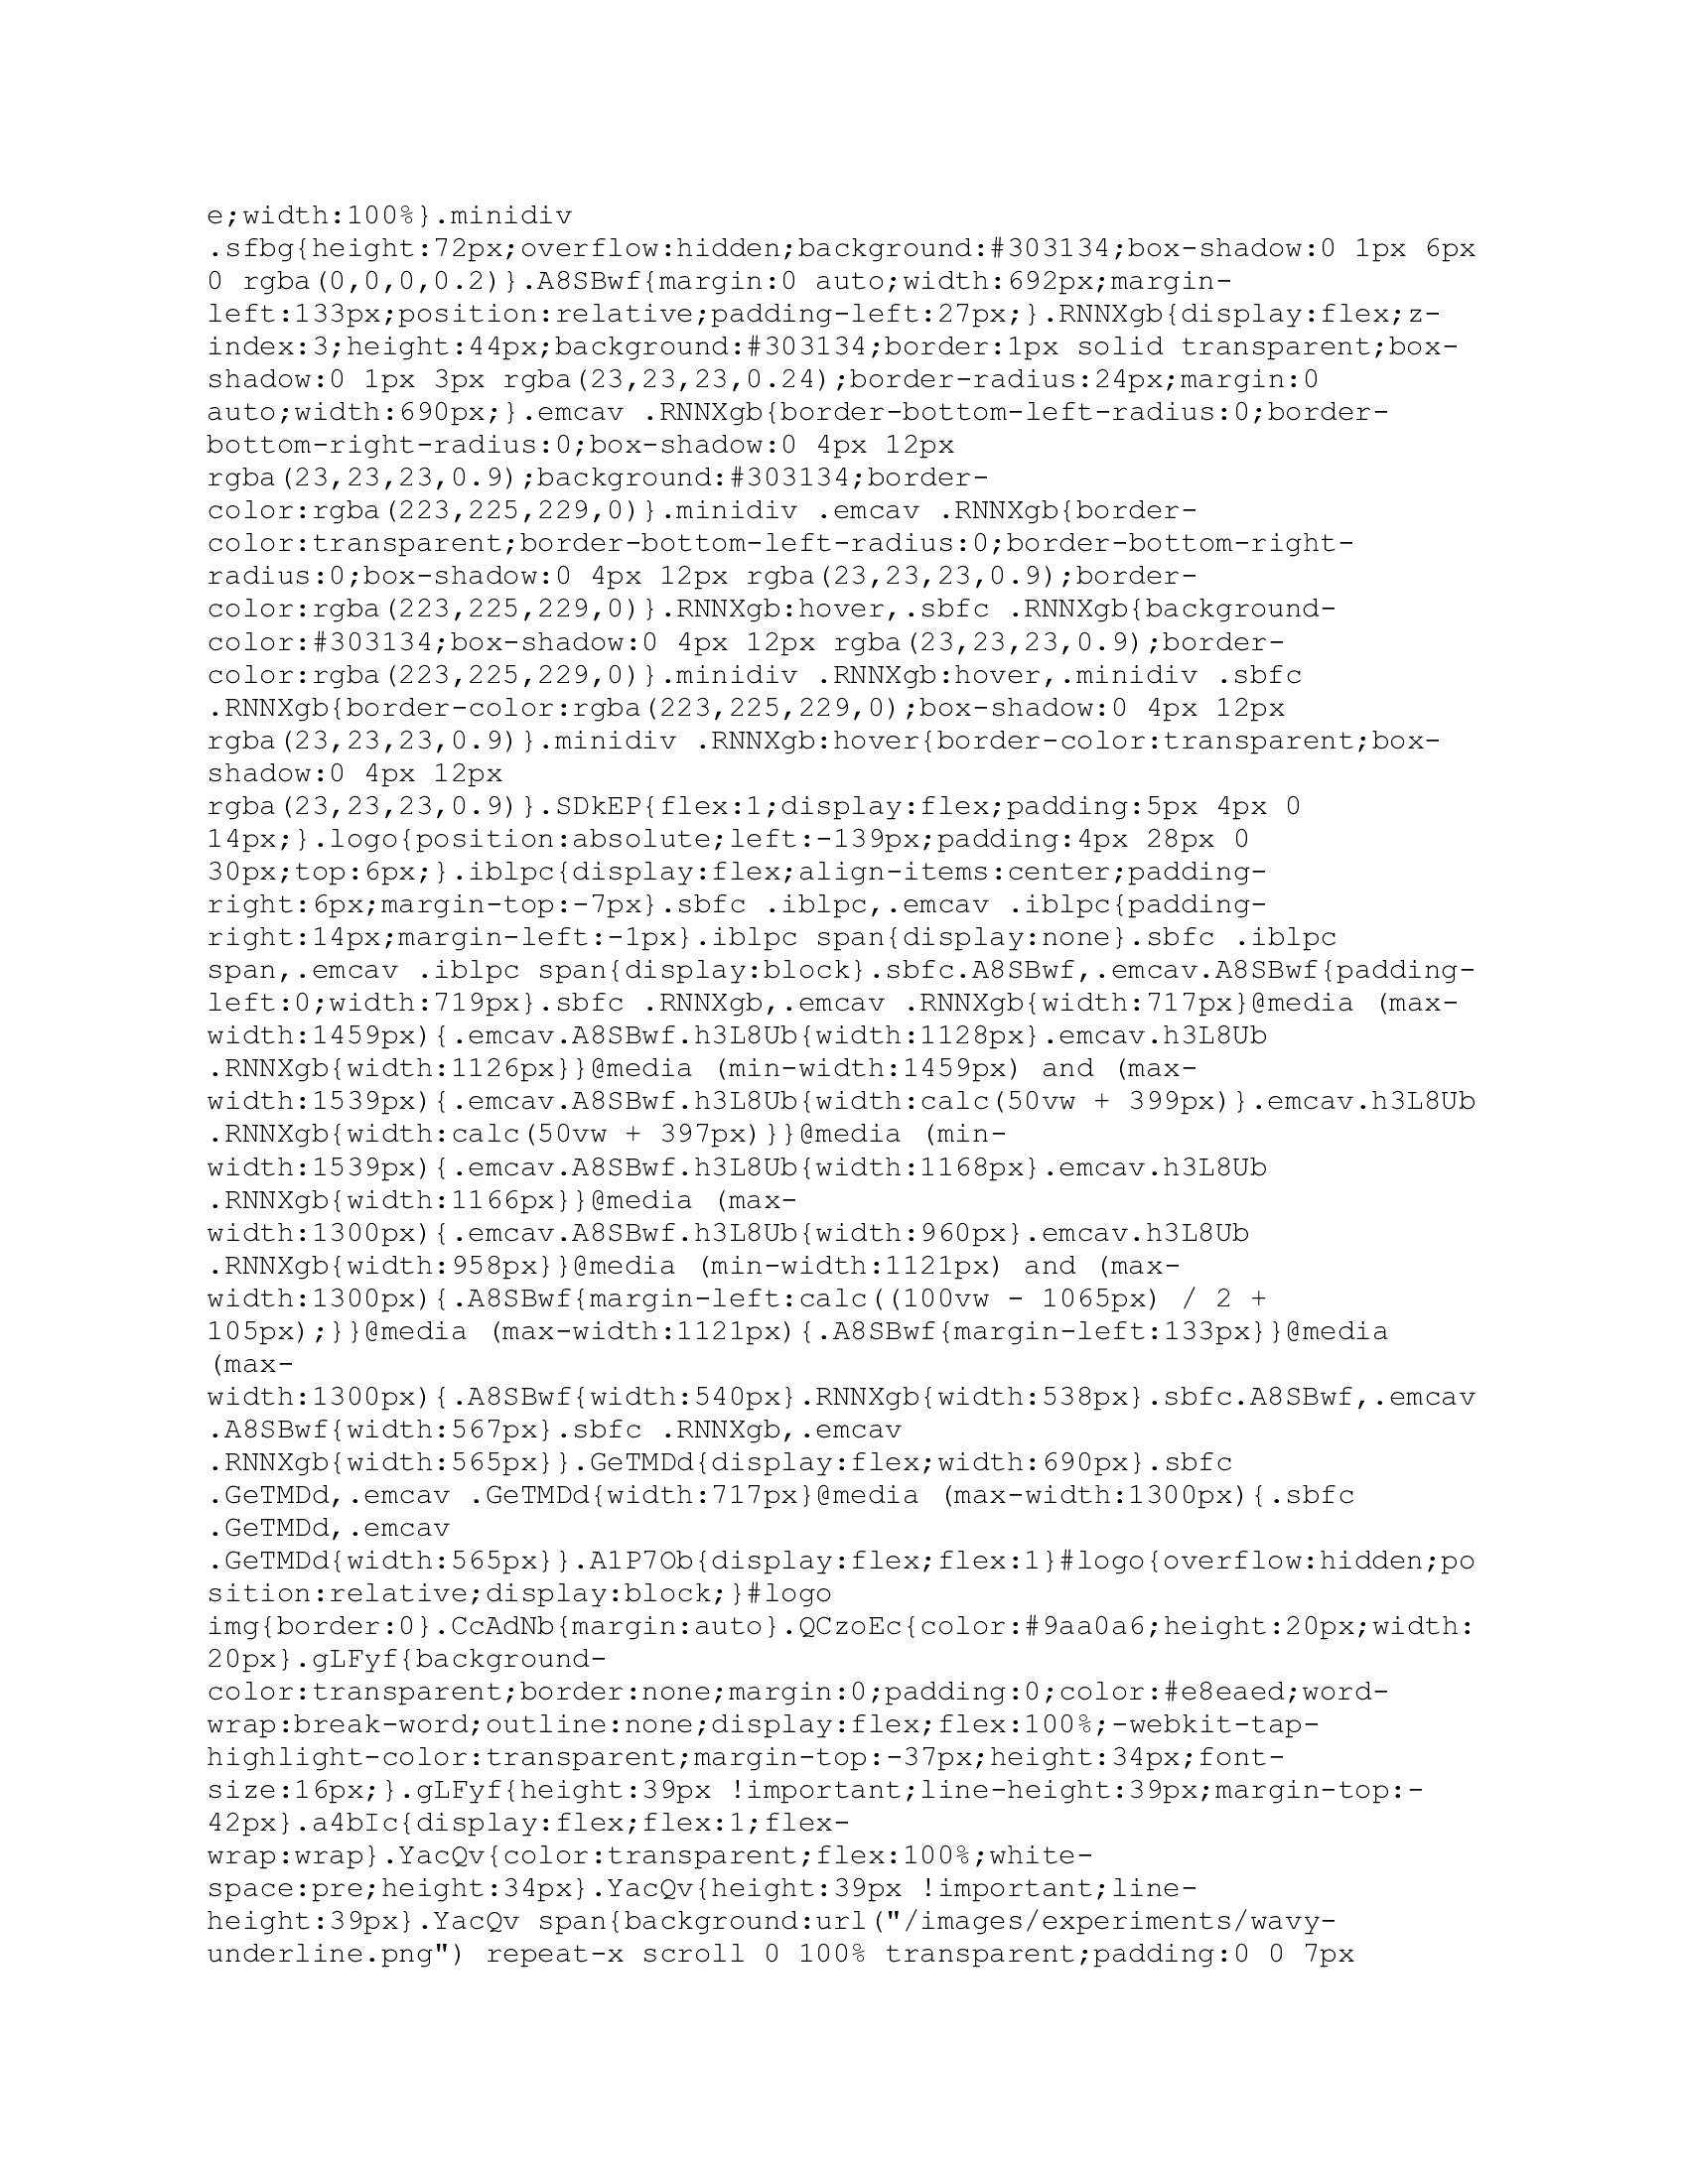 e;width:100%}.minidiv
.sfbg{height:72px;overflow:hidden;background:#303134;box-shadow:0 1px 6px
0 rgba(0,0,0,0.2)}.A8SBwf{margin:0 auto;width:692px;margin-
left:133px;position:relative;padding-left:27px;}.RNNXgb{display:flex;z-
index:3;height:44px;background:#303134;border:1px solid transparent;box-
shadow:0 1px 3px rgba(23,23,23,0.24);border-radius:24px;margin:0
auto;width:690px;}.emcav .RNNXgb{border-bottom-left-radius:0;border-
bottom-right-radius:0;box-shadow:0 4px 12px
rgba(23,23,23,0.9);background:#303134;border-
color:rgba(223,225,229,0)}.minidiv .emcav .RNNXgb{border-
color:transparent;border-bottom-left-radius:0;border-bottom-right-
radius:0;box-shadow:0 4px 12px rgba(23,23,23,0.9);border-
color:rgba(223,225,229,0)}.RNNXgb:hover,.sbfc .RNNXgb{background-
color:#303134;box-shadow:0 4px 12px rgba(23,23,23,0.9);border-
color:rgba(223,225,229,0)}.minidiv .RNNXgb:hover,.minidiv .sbfc
.RNNXgb{border-color:rgba(223,225,229,0);box-shadow:0 4px 12px
rgba(23,23,23,0.9)}.minidiv .RNNXgb:hover{border-color:transparent;box-
shadow:0 4px 12px
rgba(23,23,23,0.9)}.SDkEP{flex:1;display:flex;padding:5px 4px 0
14px;}.logo{position:absolute;left:-139px;padding:4px 28px 0
30px;top:6px;}.iblpc{display:flex;align-items:center;padding-
right:6px;margin-top:-7px}.sbfc .iblpc,.emcav .iblpc{padding-
right:14px;margin-left:-1px}.iblpc span{display:none}.sbfc .iblpc
span,.emcav .iblpc span{display:block}.sbfc.A8SBwf,.emcav.A8SBwf{padding-
left:0;width:719px}.sbfc .RNNXgb,.emcav .RNNXgb{width:717px}@media (max-
width:1459px){.emcav.A8SBwf.h3L8Ub{width:1128px}.emcav.h3L8Ub
.RNNXgb{width:1126px}}@media (min-width:1459px) and (max-
width:1539px){.emcav.A8SBwf.h3L8Ub{width:calc(50vw + 399px)}.emcav.h3L8Ub
.RNNXgb{width:calc(50vw + 397px)}}@media (min-
width:1539px){.emcav.A8SBwf.h3L8Ub{width:1168px}.emcav.h3L8Ub
.RNNXgb{width:1166px}}@media (max-
width:1300px){.emcav.A8SBwf.h3L8Ub{width:960px}.emcav.h3L8Ub
.RNNXgb{width:958px}}@media (min-width:1121px) and (max-
width:1300px){.A8SBwf{margin-left:calc((100vw - 1065px) / 2 +
105px);}}@media (max-width:1121px){.A8SBwf{margin-left:133px}}@media
(max-
width:1300px){.A8SBwf{width:540px}.RNNXgb{width:538px}.sbfc.A8SBwf,.emcav
.A8SBwf{width:567px}.sbfc .RNNXgb,.emcav
.RNNXgb{width:565px}}.GeTMDd{display:flex;width:690px}.sbfc
.GeTMDd,.emcav .GeTMDd{width:717px}@media (max-width:1300px){.sbfc
.GeTMDd,.emcav
.GeTMDd{width:565px}}.A1P7Ob{display:flex;flex:1}#logo{overflow:hidden;po
sition:relative;display:block;}#logo
img{border:0}.CcAdNb{margin:auto}.QCzoEc{color:#9aa0a6;height:20px;width:
20px}.gLFyf{background-
color:transparent;border:none;margin:0;padding:0;color:#e8eaed;word-
wrap:break-word;outline:none;display:flex;flex:100%;-webkit-tap-
highlight-color:transparent;margin-top:-37px;height:34px;font-
size:16px;}.gLFyf{height:39px !important;line-height:39px;margin-top:-
42px}.a4bIc{display:flex;flex:1;flex-
wrap:wrap}.YacQv{color:transparent;flex:100%;white-
space:pre;height:34px}.YacQv{height:39px !important;line-
height:39px}.YacQv span{background:url("/images/experiments/wavy-
underline.png") repeat-x scroll 0 100% transparent;padding:0 0 7px